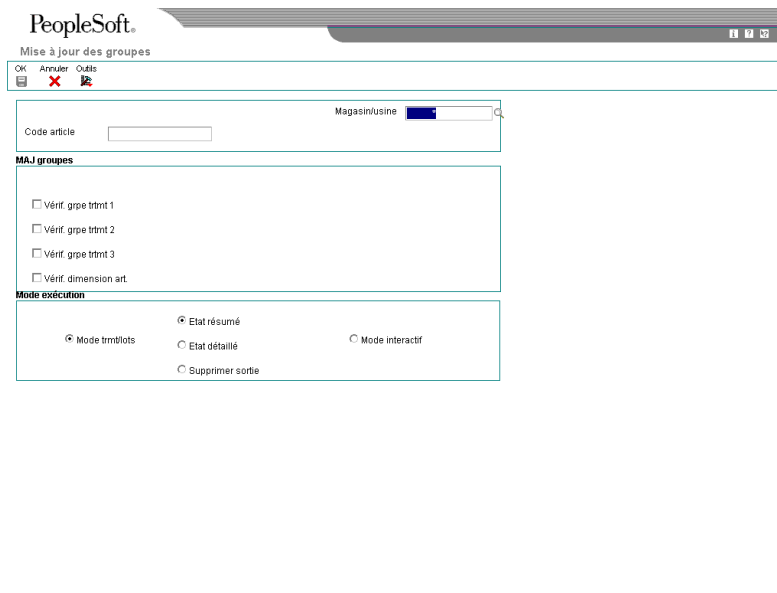 PeopleSoft.
Mise à jour des groupes
OK Annuler Outils
Magasin/usine *
Code article
MAJ groupes
Vérif. grpe trtmt 1
Vérif. grpe trtmt 2
Vérif. grpe trtmt 3
Vérif. dimension art.
Mode exécution
Etat résumé
Mode trmt/lots
Mode interactif
Etat détaillé
Supprimer sortie